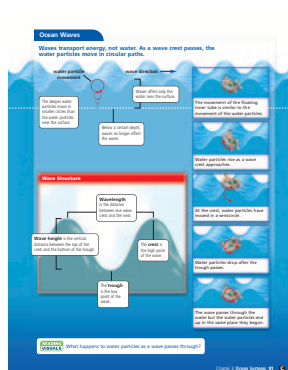 Ocean Waves
Waves transport energy, not water. As a wave crest passes, the
water particles move in circular paths.
water particle
movement
wave direction
Waves affect only the
water near the surface.
The deeper water
particles move in
smaller circles than
the water particles
near the surface.
Below a certain depth,
waves no longer affect
the water.
The movement of the floating
inner tube is similar to the
movement of the water particles.
Water particles rise as a wave
crest approaches.
At the crest, water particles have
moved in a semicircle.
Water particles drop after the
trough passes.
The wave passes through the
water but the water particles end
up in the same place they began.
Wave Structure
Wavelength
is the distance
between one wave
crest and the next.
Wave height is the vertical
distance between the top of the
crest and the bottom of the trough.
The crest is
the high point
of the wave.
The trough
is the low
point of the
wave.
READING
VISUALS
What happens to water particles as a wave passes through?
Ocean Systems 91 C